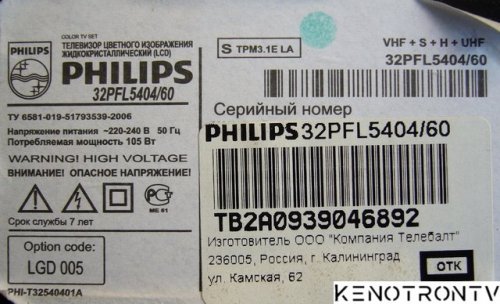 COLOR TV SET
ТЕЛЕВИЗОР ЦВЕТНОГО ИЗОБРАЖЕНИЯ
ЖИДКОКРИСТАЛЛИЧЕСКИЙ (LCD)
PHILIPS
PHILIPS
32PFL5404/60
ТУ 6581-019-51793539-2006
Напряжение питания ~220-240 В 50 Гц
Потребляемая мощность 105 Вт
WARNING! HIGH VOLTAGE
ВНИМАНИЕ! ОПАСНОЕ НАПРЯЖЕНИЕ!
Срок службы 7 лет
МЕ 61
Option code:
LGD 005
PHI-T32540401A
S TPM3.1E LA
VHF + S + H + UHF
32PFL5404/60
Серийный номер
PHILIPS 32PFL5404/60
TB2A0939046892
Изготовитель ООО "Компания Телебалт"
236005, Россия, г. Калининград
ул. Камская, 62
ОТК
KENOTRONTV